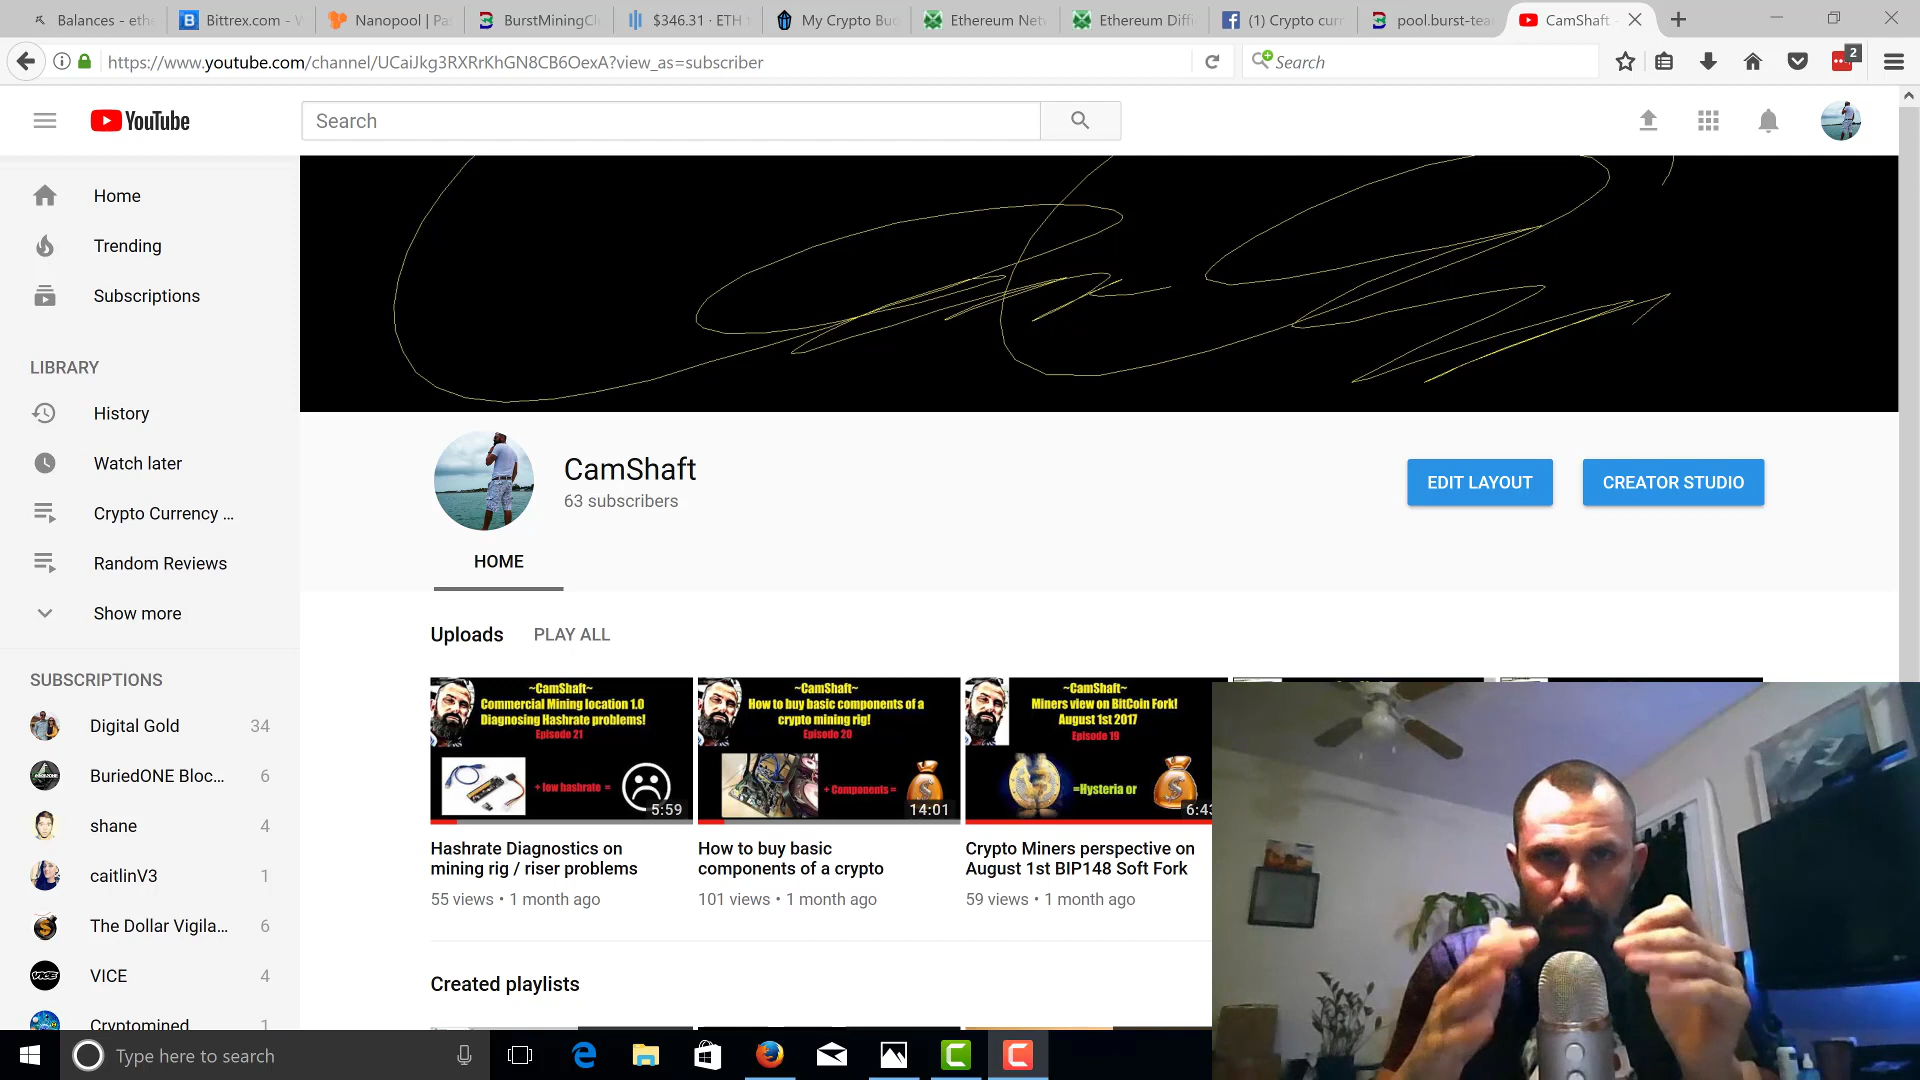 Balances - ethe
Bittrex.com - W
Nanopool | Pa
BurstMiningCl
$346.31 · ETH
My Crypto Bud
Ethereum Net
Ethereum Diffi
(1) Crypto curr
pool.burst-tea
CamShaft
https://www.youtube.com/channel/UCaiJkg3RXRrKhGN8CB6OexA?view_as=subscriber
Search
2
YouTube
Search
Home
Trending
Subscriptions
LIBRARY
History
Watch later
Crypto Currency ...
Random Reviews
Show more
SUBSCRIPTIONS
Digital Gold 34
BuriedONE Bloc... 6
shane 4
caitlinV3 1
The Dollar Vigila... 6
VICE 4
Cryptomined 1
CamShaft
63 subscribers
EDIT LAYOUT
CREATOR STUDIO
HOME
Uploads PLAY ALL
~CamShaft~
Commercial Mining location 1.0
Diagnosing Hashrate problems!
Episode 21
+ low hashrate =
5:59
Hashrate Diagnostics on
mining rig / riser problems
55 views • 1 month ago
~CamShaft~
How to buy basic components of a
crypto mining rig!
Episode 20
+ Components =
14:01
How to buy basic
components of a crypto
101 views • 1 month ago
~CamShaft~
Miners view on BitCoin Fork!
August 1st 2017
Episode 19
=Hysteria or
6:43
Crypto Miners perspective on
August 1st BIP148 Soft Fork
59 views • 1 month ago
Created playlists
Type here to search